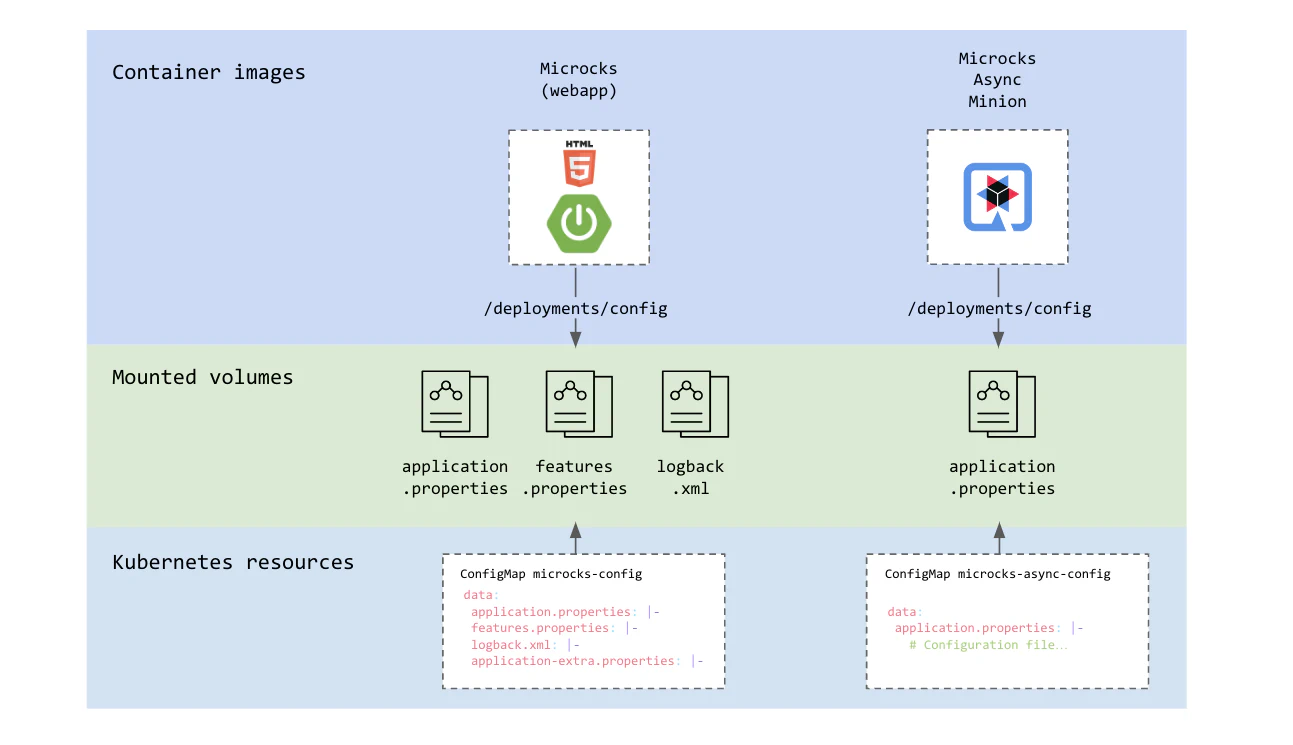 Container images
Microcks
(webapp)
Microcks
Async
Minion
HTML
5
/deployments/config
/deployments/config
Mounted volumes
application
.properties
features
.properties
logback
.xml
application
.properties
Kubernetes resources
ConfigMap microcks-config
data:
application.properties: |-
features.properties: |-
logback.xml: |-
application-extra.properties: |-
ConfigMap microcks-async-config
data:
application.properties: |-
# Configuration file…